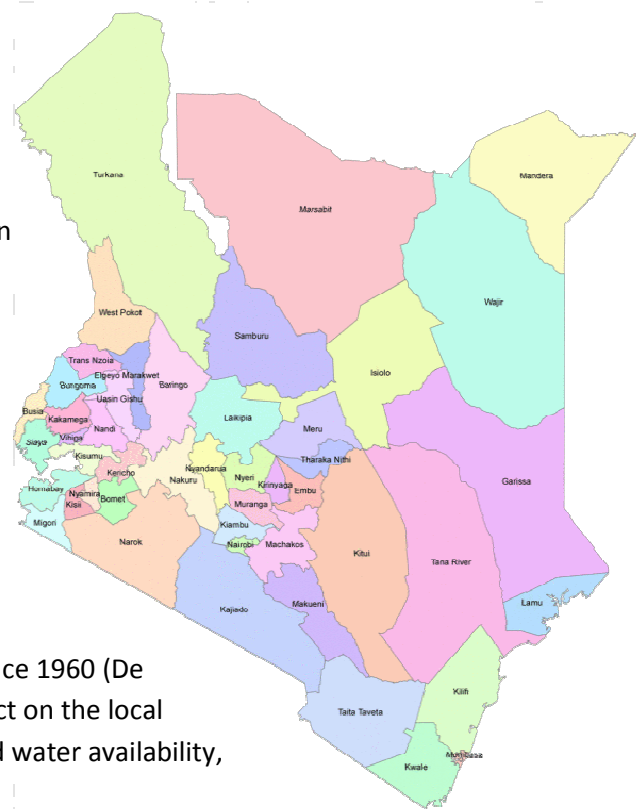 Turkana
Mandera
Marsabit
n
Wajir
West Pokot
Samburu
Trans Nzoia
Isiolo
Elgeyo Marakwet
Bungoma
Baringo
Uasin Gishu
Busia
Kakamega
Laikipia
Nandi
Meru
Vihiga
Siaya
Kisumu
Tharaka Nithi
Nyandarua
Kericho
Nyeri
Garissa
Nakuru
Kirinyaga
Homabay
Nyamira
Embu
Bomet
Kisii
Muranga
Migori
Kiambu
Narok
Nairobi
Machakos
Kitui
Tana River
Makueni
Lamu
Kajiado
ce 1960 (De
Kilifi
ct on the local
Taita Taveta
d water availability,
Kwale